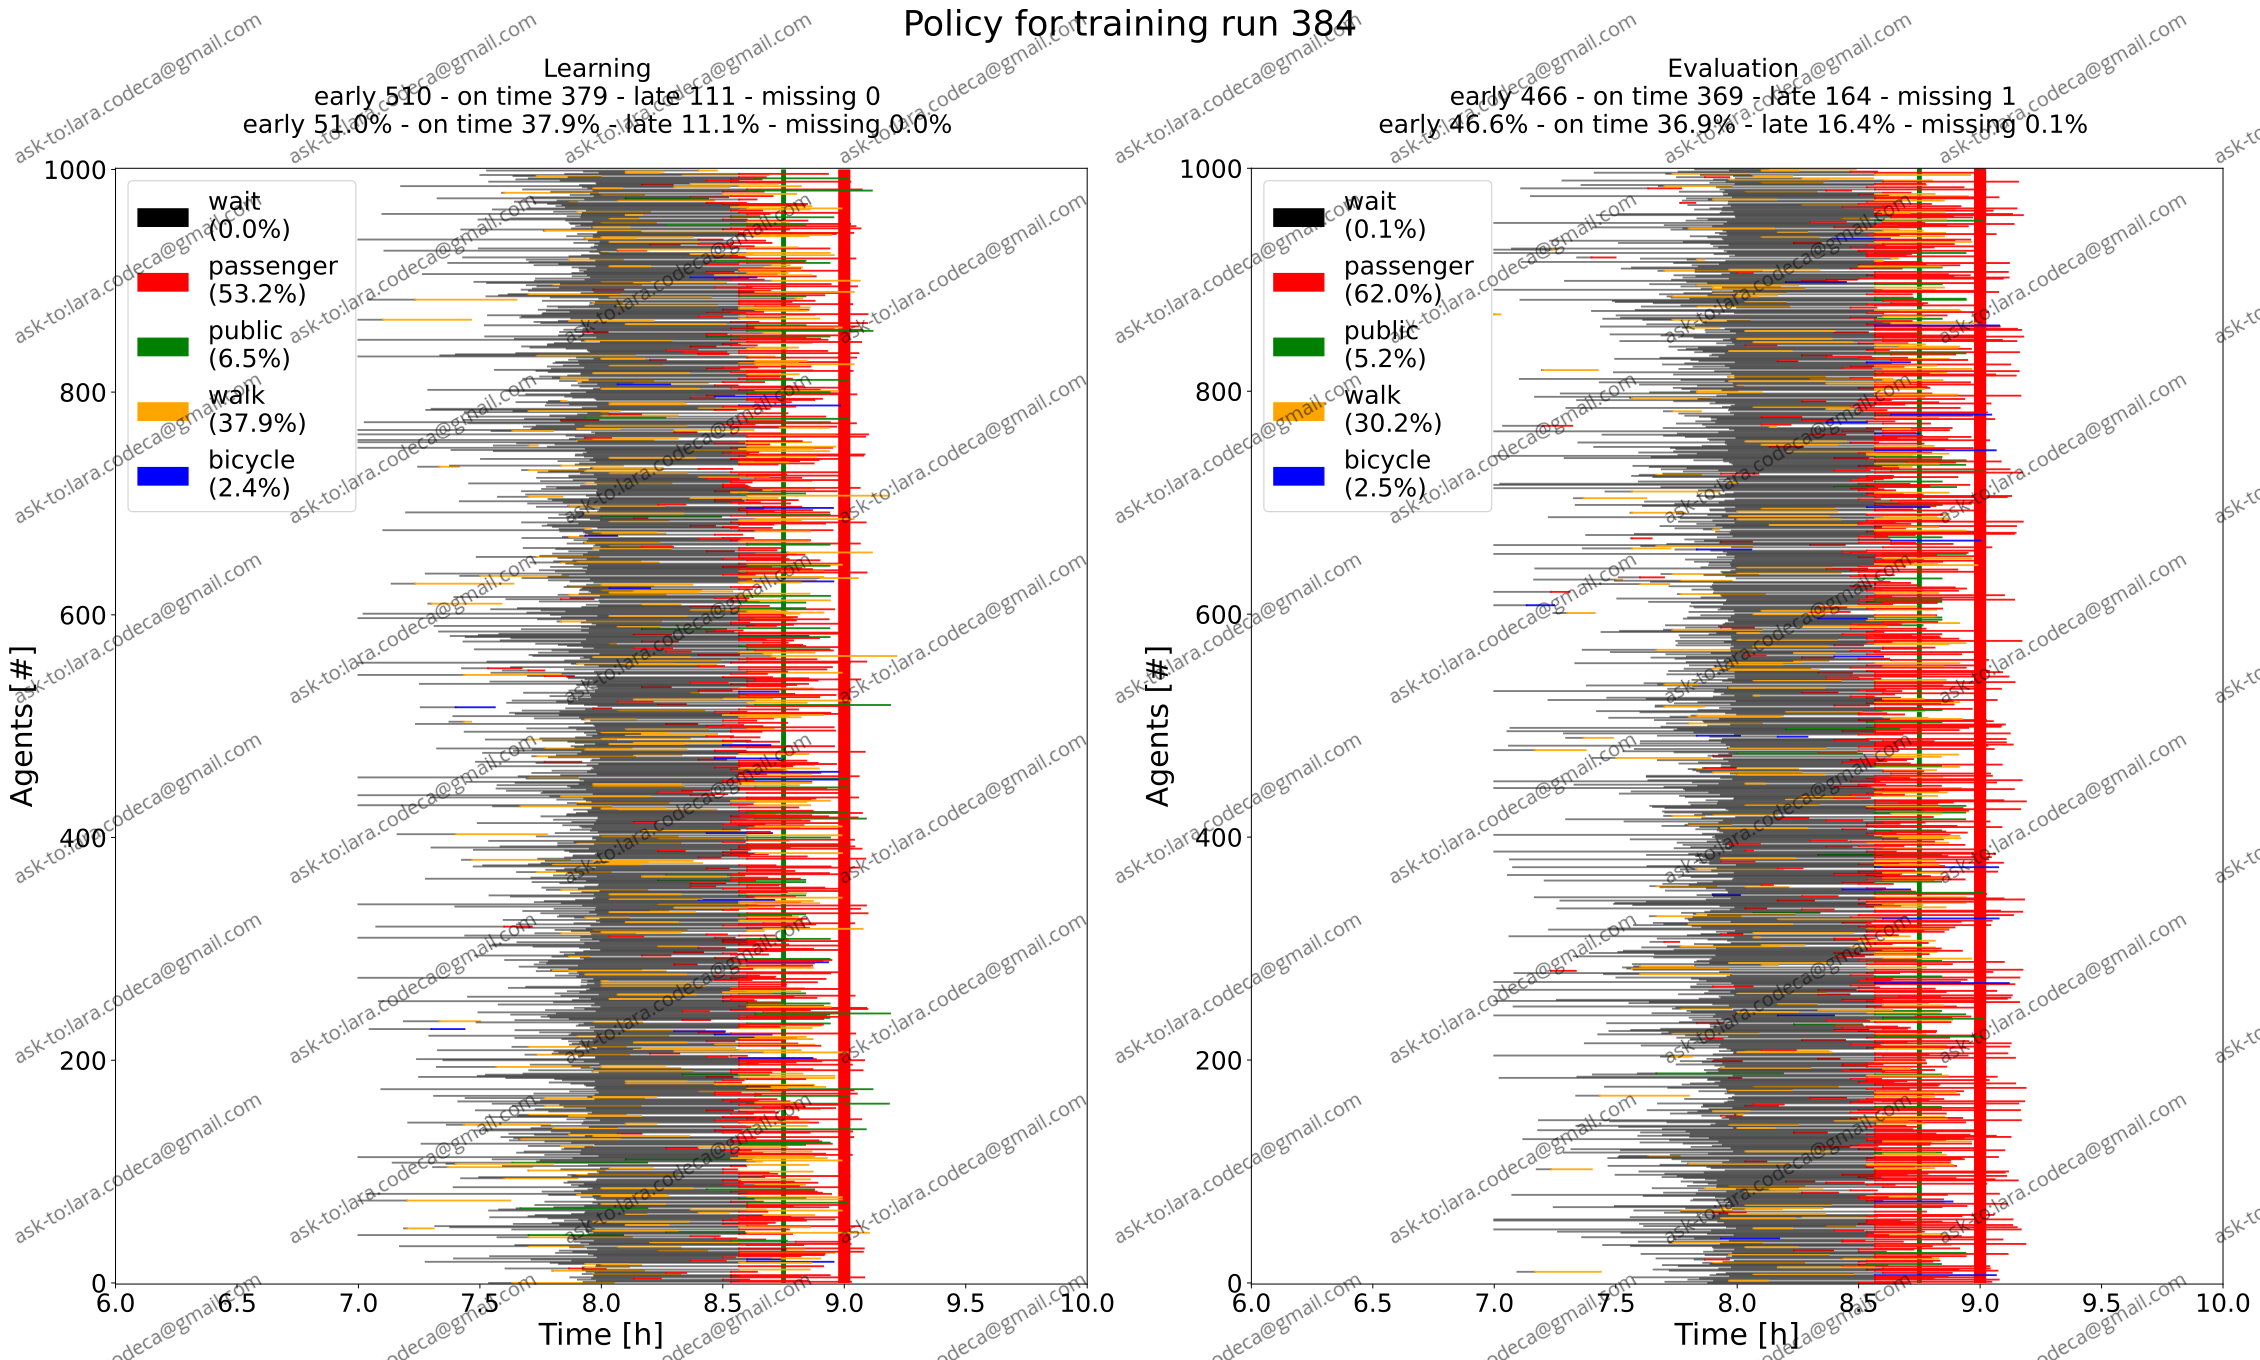 Policy for training run 384
Learning
early 510 - on time 379 - late 111 - missing 0
early 51.0% - on time 37.9% - late 11.1% - missing 0.0%
1000
800
600
400
200
0
Agents [#]
wait
(0.0%)
passenger
(53.2%)
public
(6.5%)
walk
(37.9%)
bicycle
(2.4%)
6.0 6.5 7.0 7.5 8.0 8.5 9.0 9.5 10.0
Time [h]
Evaluation
early 466 - on time 369 - late 164 - missing 1
early 46.6% - on time 36.9% - late 16.4% - missing 0.1%
1000
800
600
400
200
0
Agents [#]
wait
(0.1%)
passenger
(62.0%)
public
(5.2%)
walk
(30.2%)
bicycle
(2.5%)
6.0 6.5 7.0 7.5 8.0 8.5 9.0 9.5 10.0
Time [h]
ask-to:lara.codeca@gmail.com